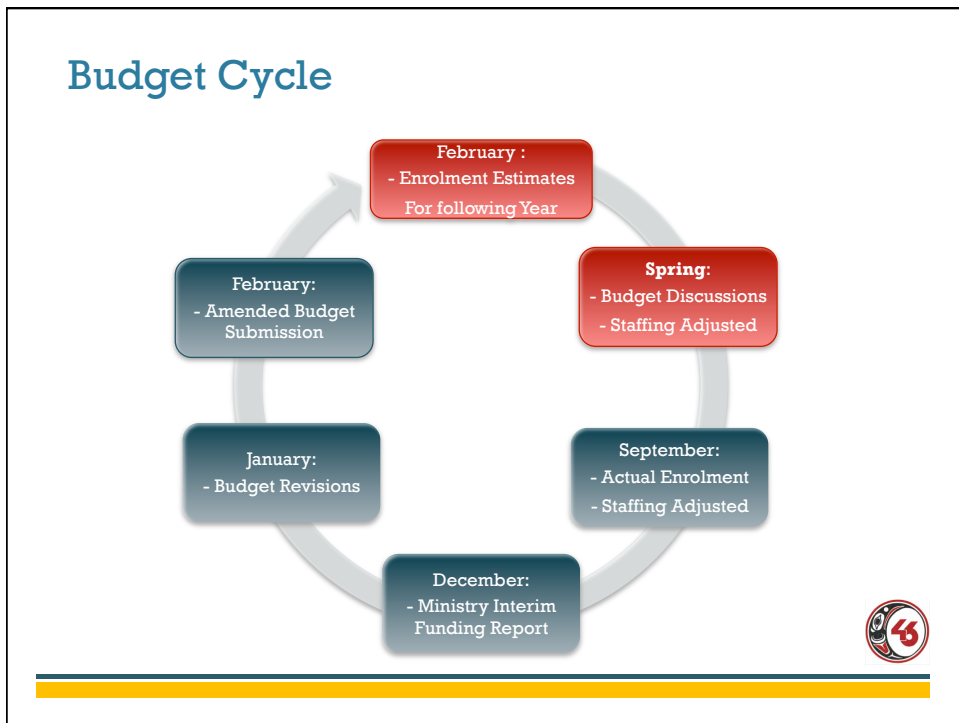 Budget Cycle
February :
- Enrolment Estimates
For following Year
Spring:
- Budget Discussions
- Staffing Adjusted
September:
- Actual Enrolment
- Staffing Adjusted
December:
- Ministry Interim
Funding Report
January:
- Budget Revisions
February:
- Amended Budget
Submission
46